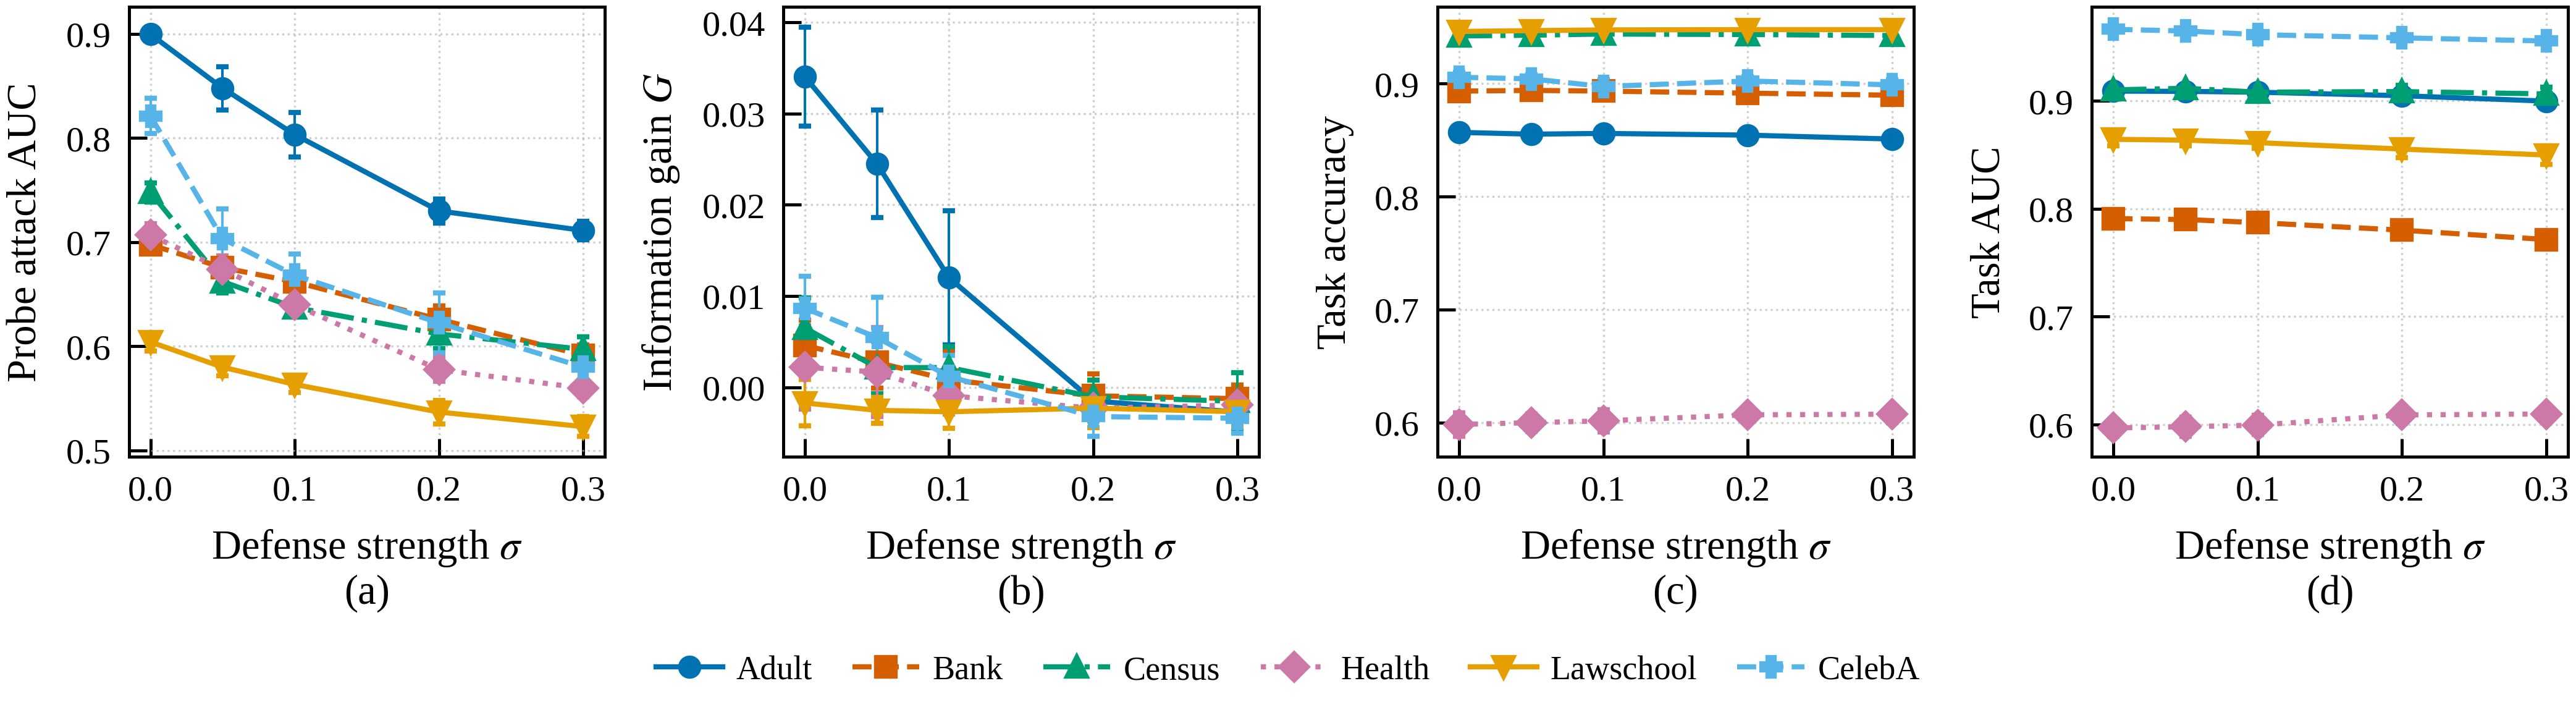 Probe attack AUC
0.9
0.8
0.7
0.6
0.5
0.0 0.1 0.2 0.3
Defense strength σ
(a)
Information gain G
0.04
0.03
0.02
0.01
0.00
0.0 0.1 0.2 0.3
Defense strength σ
(b)
Task accuracy
0.9
0.8
0.7
0.6
0.0 0.1 0.2 0.3
Defense strength σ
(c)
Task AUC
0.9
0.8
0.7
0.6
0.0 0.1 0.2 0.3
Defense strength σ
(d)
Adult Bank Census Health Lawschool CelebA